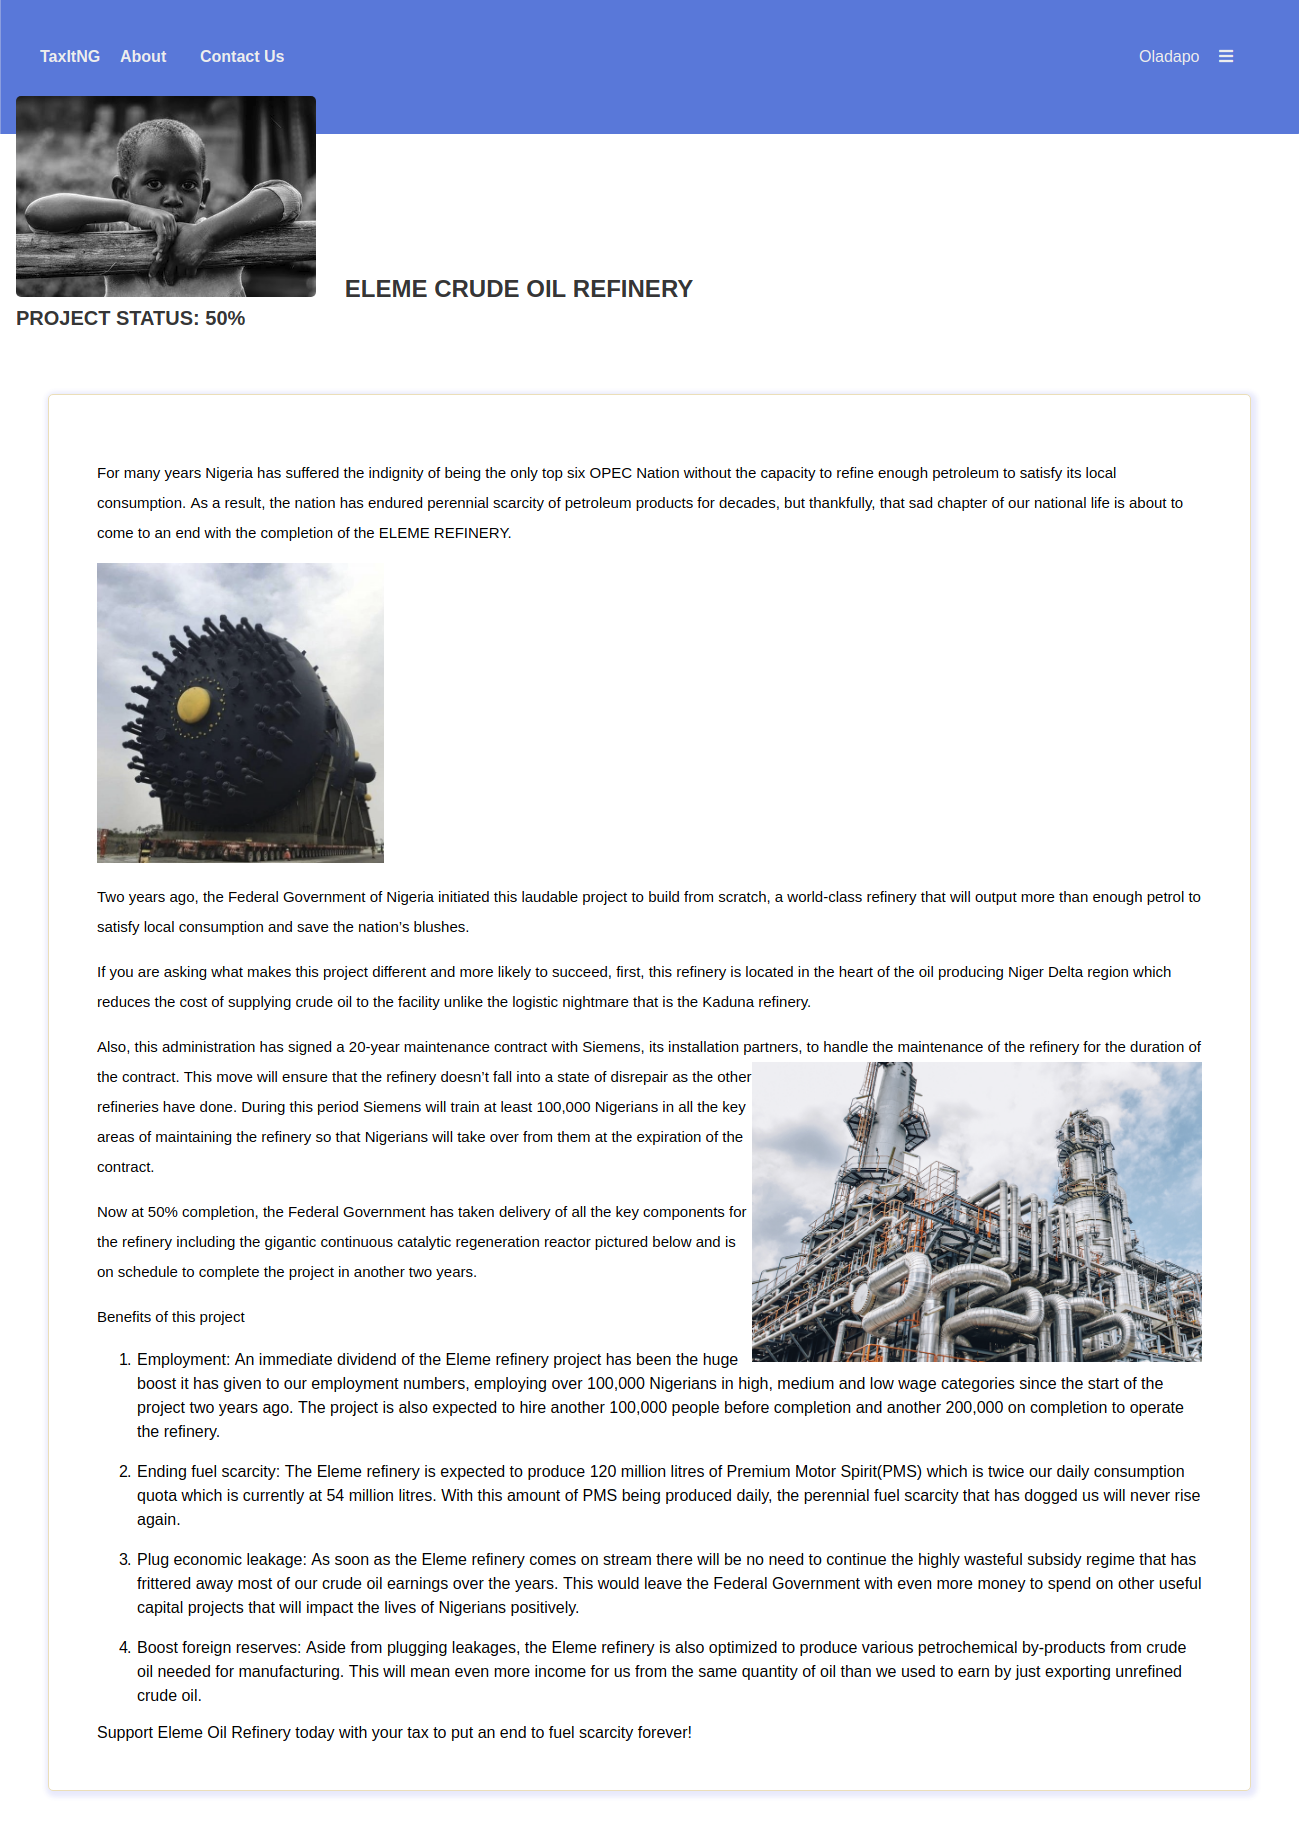 TaxItNG About Contact Us Oladapo
ELEME CRUDE OIL REFINERY
PROJECT STATUS: 50%
For many years Nigeria has suffered the indignity of being the only top six OPEC Nation without the capacity to refine enough petroleum to satisfy its local
consumption. As a result, the nation has endured perennial scarcity of petroleum products for decades, but thankfully, that sad chapter of our national life is about to
come to an end with the completion of the ELEME REFINERY.
Two years ago, the Federal Government of Nigeria initiated this laudable project to build from scratch, a world-class refinery that will output more than enough petrol to
satisfy local consumption and save the nation’s blushes.
If you are asking what makes this project different and more likely to succeed, first, this refinery is located in the heart of the oil producing Niger Delta region which
reduces the cost of supplying crude oil to the facility unlike the logistic nightmare that is the Kaduna refinery.
Also, this administration has signed a 20-year maintenance contract with Siemens, its installation partners, to handle the maintenance of the refinery for the duration of
the contract. This move will ensure that the refinery doesn’t fall into a state of disrepair as the other
refineries have done. During this period Siemens will train at least 100,000 Nigerians in all the key
areas of maintaining the refinery so that Nigerians will take over from them at the expiration of the
contract.
Now at 50% completion, the Federal Government has taken delivery of all the key components for
the refinery including the gigantic continuous catalytic regeneration reactor pictured below and is
on schedule to complete the project in another two years.
Benefits of this project
1. Employment: An immediate dividend of the Eleme refinery project has been the huge
boost it has given to our employment numbers, employing over 100,000 Nigerians in high, medium and low wage categories since the start of the
project two years ago. The project is also expected to hire another 100,000 people before completion and another 200,000 on completion to operate
the refinery.
2. Ending fuel scarcity: The Eleme refinery is expected to produce 120 million litres of Premium Motor Spirit(PMS) which is twice our daily consumption
quota which is currently at 54 million litres. With this amount of PMS being produced daily, the perennial fuel scarcity that has dogged us will never rise
again.
3. Plug economic leakage: As soon as the Eleme refinery comes on stream there will be no need to continue the highly wasteful subsidy regime that has
frittered away most of our crude oil earnings over the years. This would leave the Federal Government with even more money to spend on other useful
capital projects that will impact the lives of Nigerians positively.
4. Boost foreign reserves: Aside from plugging leakages, the Eleme refinery is also optimized to produce various petrochemical by-products from crude
oil needed for manufacturing. This will mean even more income for us from the same quantity of oil than we used to earn by just exporting unrefined
crude oil.
Support Eleme Oil Refinery today with your tax to put an end to fuel scarcity forever!